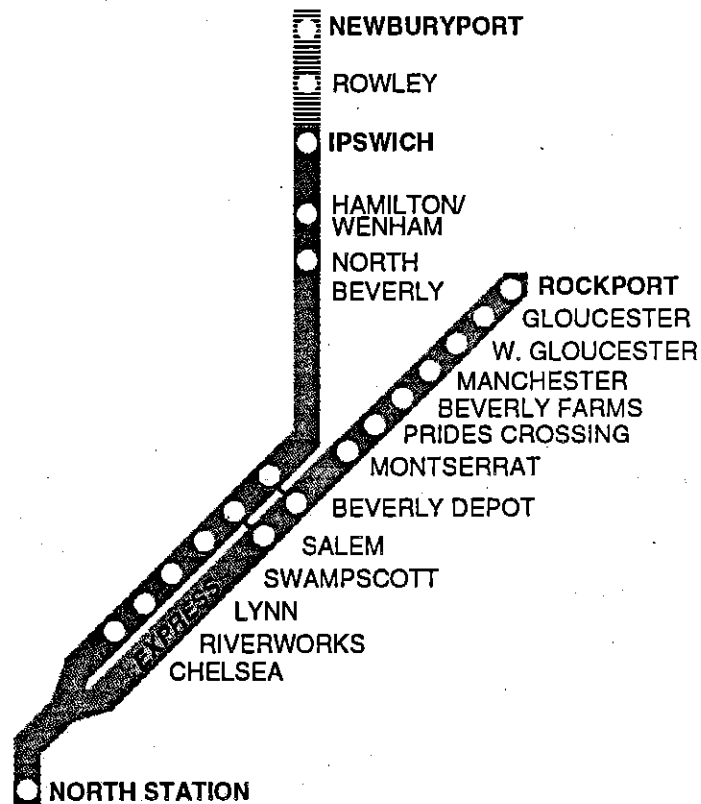 NEWBURYPORT
ROWLEY
IPSWICH
HAMILTON/
WENHAM
NORTH
BEVERLY
ROCKPORT
GLOUCESTER
W. GLOUCESTER
MANCHESTER
BEVERLY FARMS
PRIDES CROSSING
MONTSERRAT
BEVERLY DEPOT
SALEM
SWAMPSCOTT
EXPRESS
LYNN
RIVERWORKS
CHELSEA
NORTH STATION